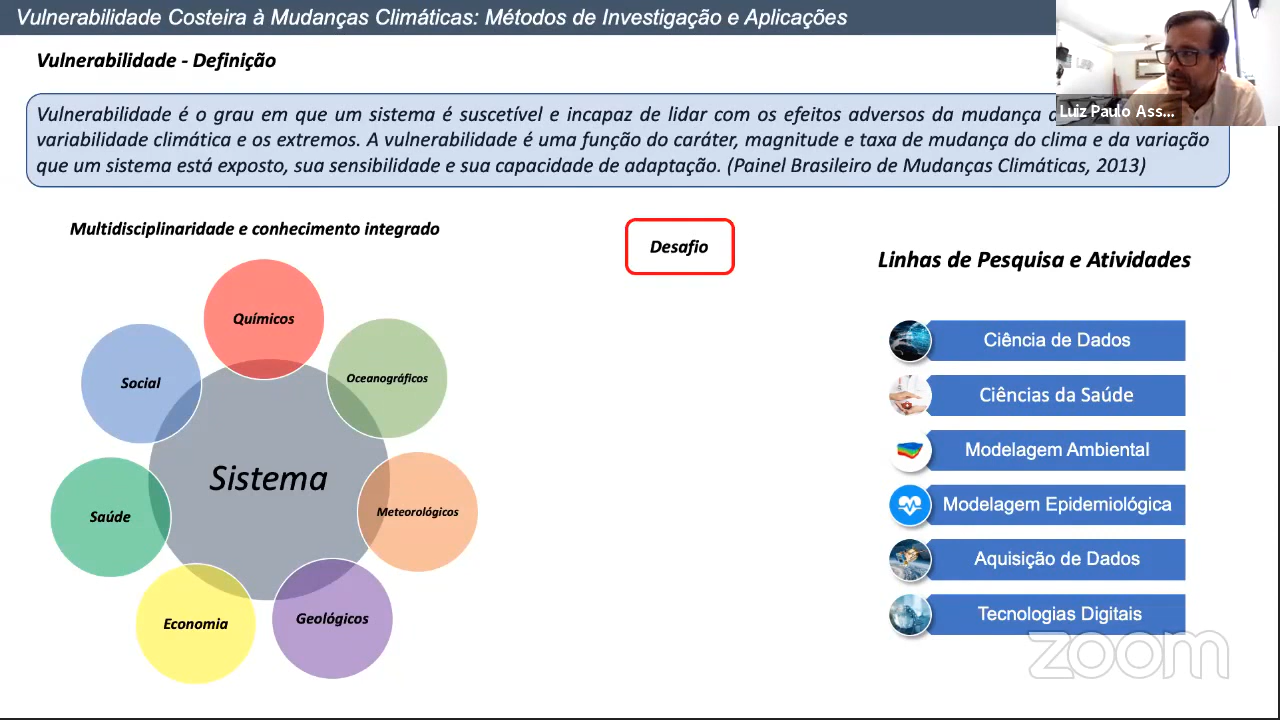 Vulnerabilidade Costeira à Mudanças Climáticas: Métodos de Investigação e Aplicações
Vulnerabilidade - Definição
Luiz Paulo Ass...
Vulnerabilidade é o grau em que um sistema é suscetível e incapaz de lidar com os efeitos adversos da mudança
variabilidade climática e os extremos. A vulnerabilidade é uma função do caráter, magnitude e taxa de mudança do clima e da variação
que um sistema está exposto, sua sensibilidade e sua capacidade de adaptação. (Painel Brasileiro de Mudanças Climáticas, 2013)
Multidisciplinaridade e conhecimento integrado
Químicos
Oceanográficos
Social
Sistema
Meteorológicos
Saúde
Geológicos
Economia
Desafio
Linhas de Pesquisa e Atividades
Ciência de Dados
Ciências da Saúde
Modelagem Ambiental
Modelagem Epidemiológica
Aquisição de Dados
Tecnologias Digitais
zoom